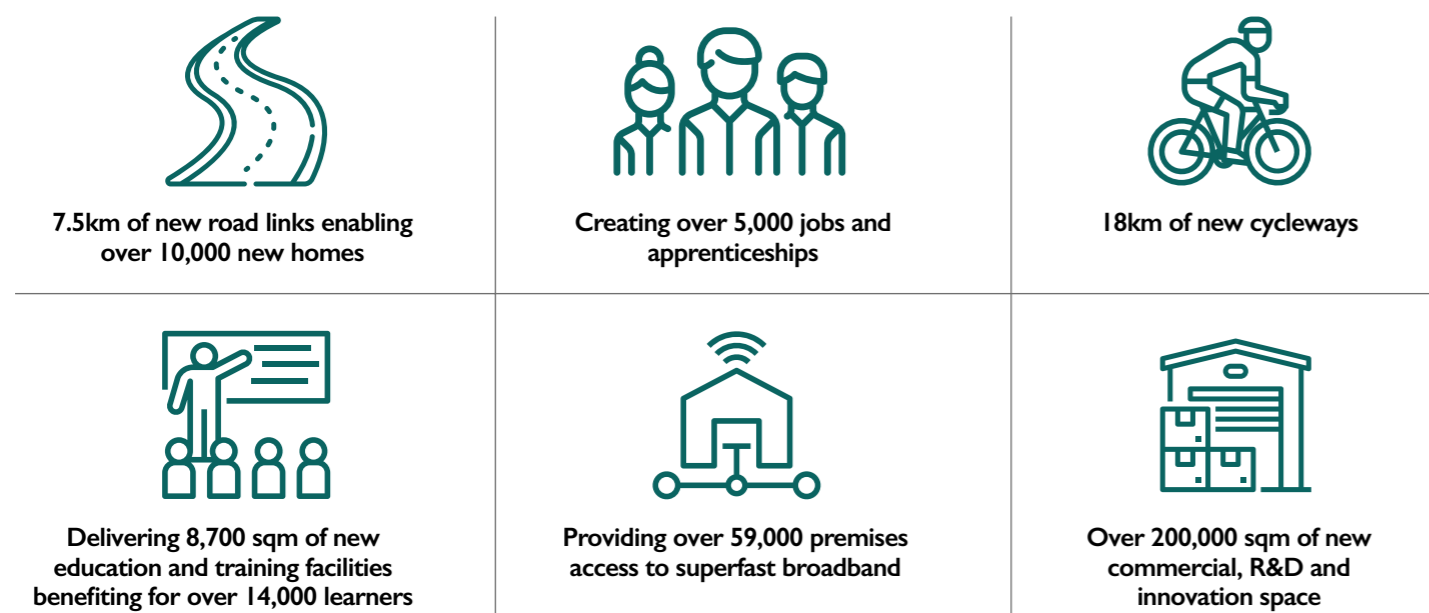 7.5km of new road links enabling
over 10,000 new homes
Creating over 5,000 jobs and
apprenticeships
18km of new cycleways
Delivering 8,700 sqm of new
education and training facilities
benefiting for over 14,000 learners
Providing over 59,000 premises
access to superfast broadband
Over 200,000 sqm of new
commercial, R&D and
innovation space